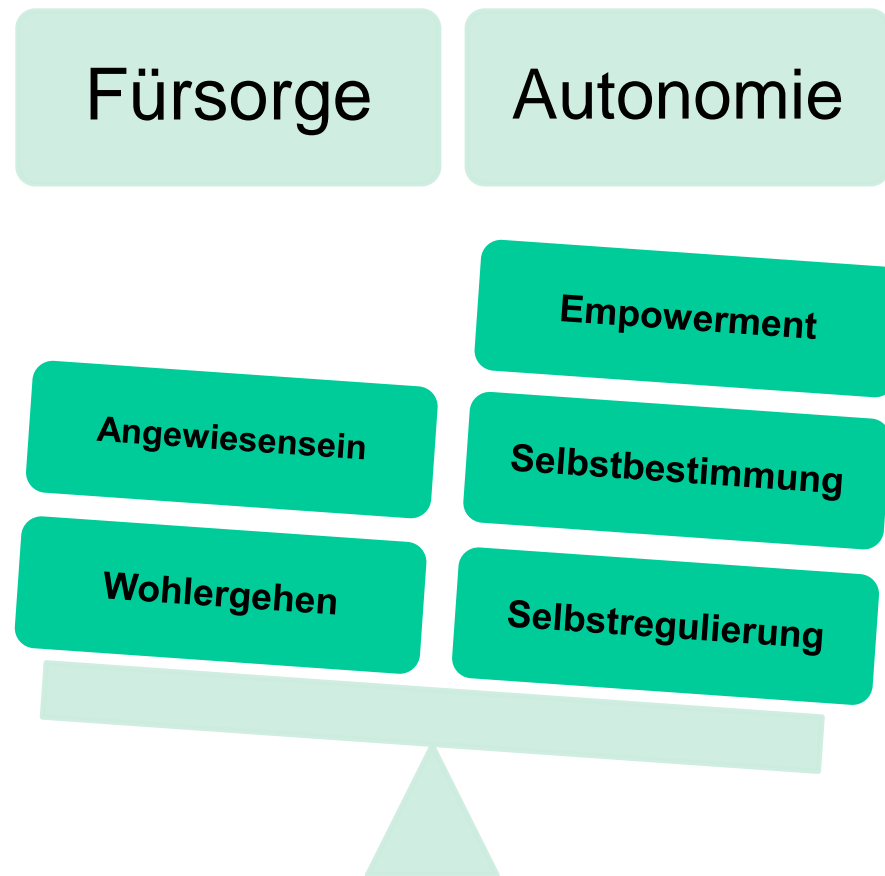 Fürsorge
Autonomie
Empowerment
Angewiesensein
Selbstbestimmung
Wohlergehen
Selbstregulierung